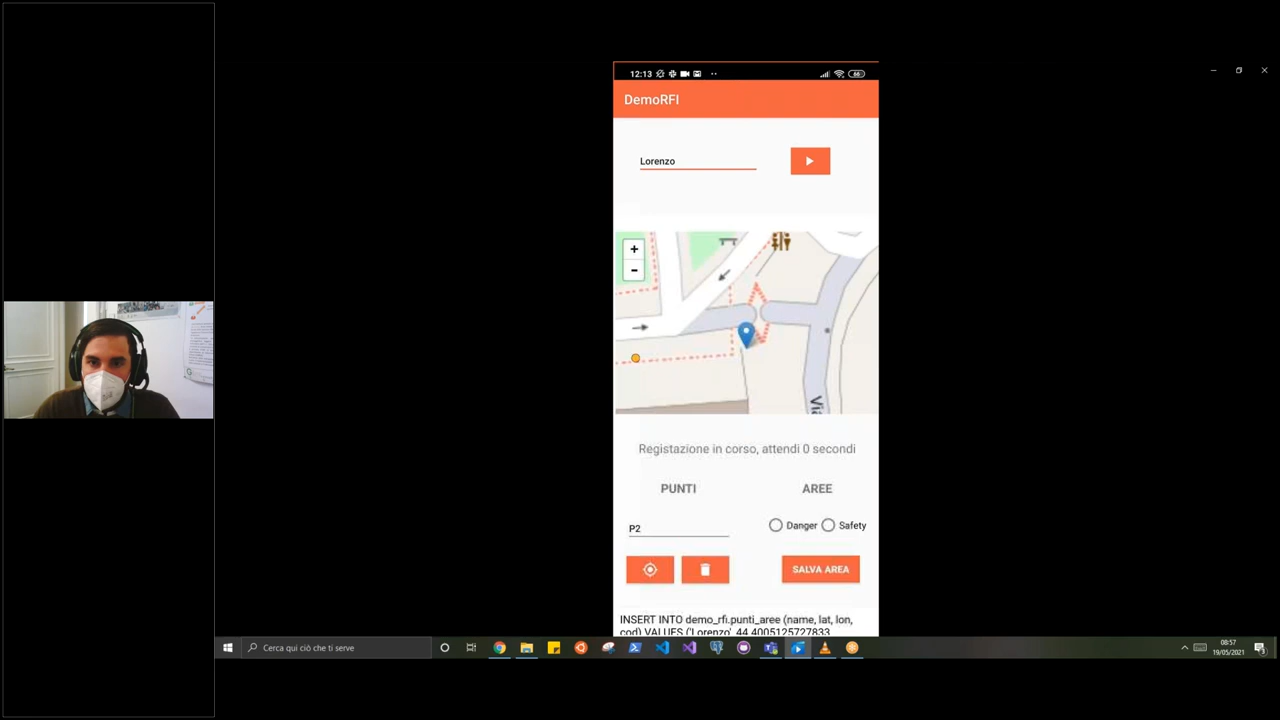 12:13
66
DemoRFI
Lorenzo
+
-
Vi
Registazione in corso, attendi 0 secondi
PUNTI
AREE
P2
Danger
Safety
SALVA AREA
INSERT INTO demo_rfi.punti_aree (name, lat, lon,
cod) VALUES ('Lorenzo', 44.4005125727833
Cerca qui ciò che ti serve
08:57
19/05/2021